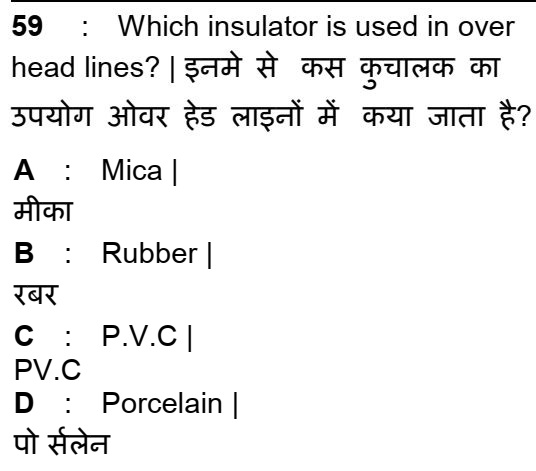 59 : Which insulator is used in over
head lines? | इनमे से कस कुचालक का
उपयोग ओवर हेड लाइनों में कया जाता है?
A : Mica |
मीका
B : Rubber |
रबर
C : P.V.C |
PV.C
D : Porcelain |
पो र्सलेन